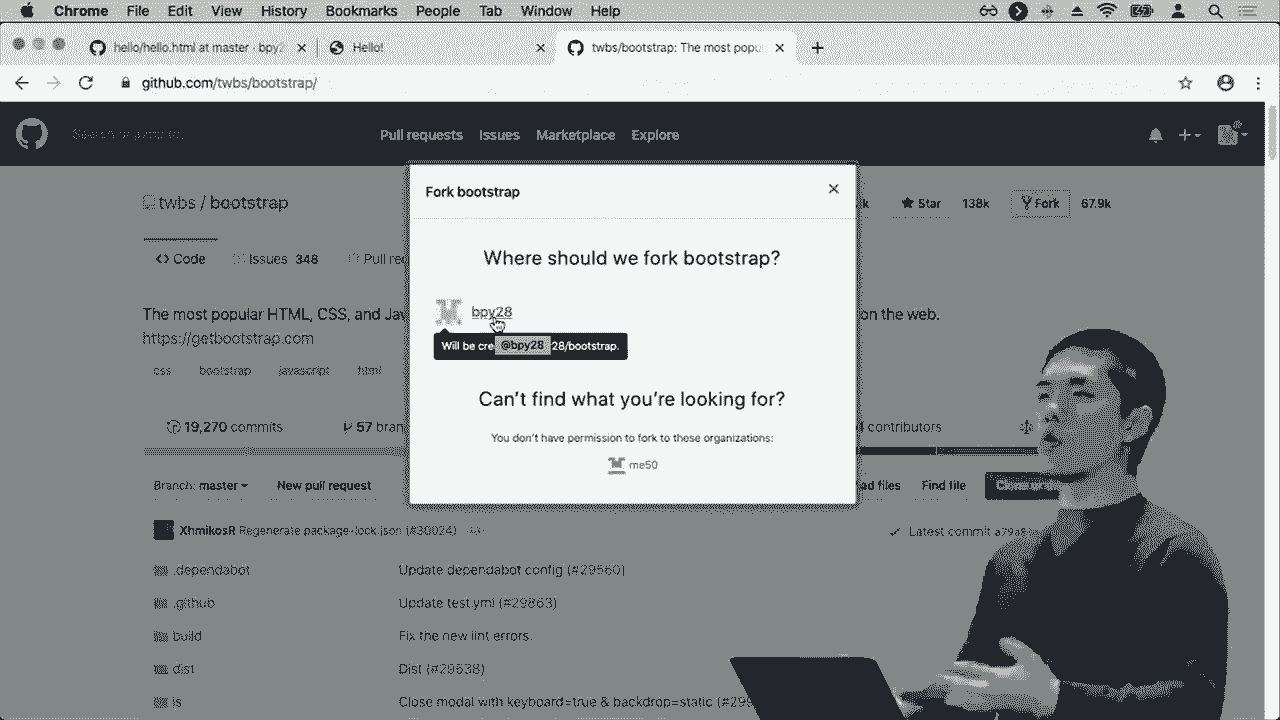 Chrome File Edit View History Bookmarks People Tab Window Help
hello/hello.html at master · bpy2
Hello!
twbs/bootstrap: The most popu
github.com/twbs/bootstrap/
Search or jump to...
Pull requests Issues Marketplace Explore
Fork bootstrap
twbs / bootstrap
k Star 138k Fork 67.9k
Where should we fork bootstrap?
Code Issues 348 Pull rec
bpy28
The most popular HTML, CSS, and Jav on the web.
https://getbootstrap.com
Will be cre @bpy28 28/bootstrap.
css bootstrap javascript html
Can't find what you're looking for?
19,270 commits 57 bran contributors
You don't have permission to fork to these organizations:
me50
Branch: master New pull request ad files Find file
XhmikosR Regenerate package-lock.json (#30024) Latest commit
.dependabot Update dependabot config (#29560)
.github Update test.yml (#29863)
build Fix the new lint errors.
dist Dist (#29638)
js Close modal with keyboard=true & backdrop=static (#29